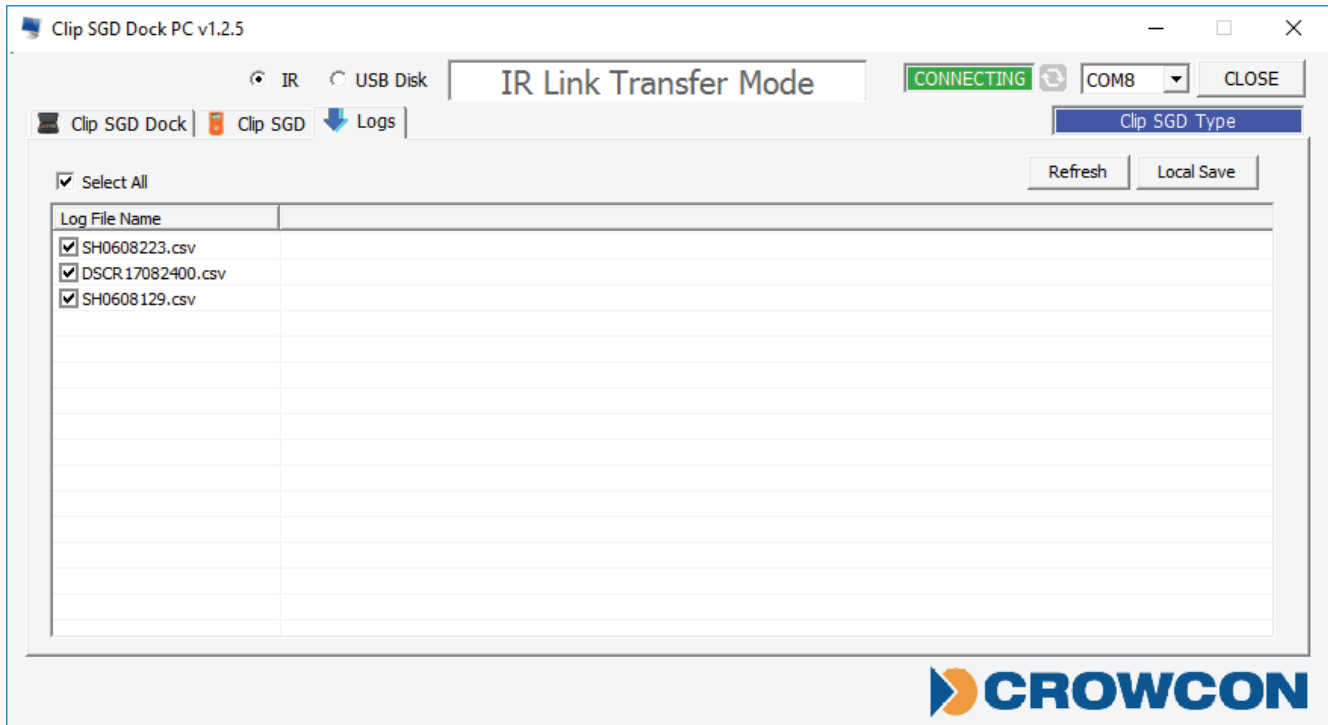 Clip SGD Dock PC v1.2.5
IR USB Disk IR Link Transfer Mode CONNECTING COM8 CLOSE
Clip SGD Dock Clip SGD Logs Clip SGD Type
Select All Refresh Local Save
Log File Name
SH0608223.csv
DSCR17082400.csv
SH0608129.csv
CROWCON